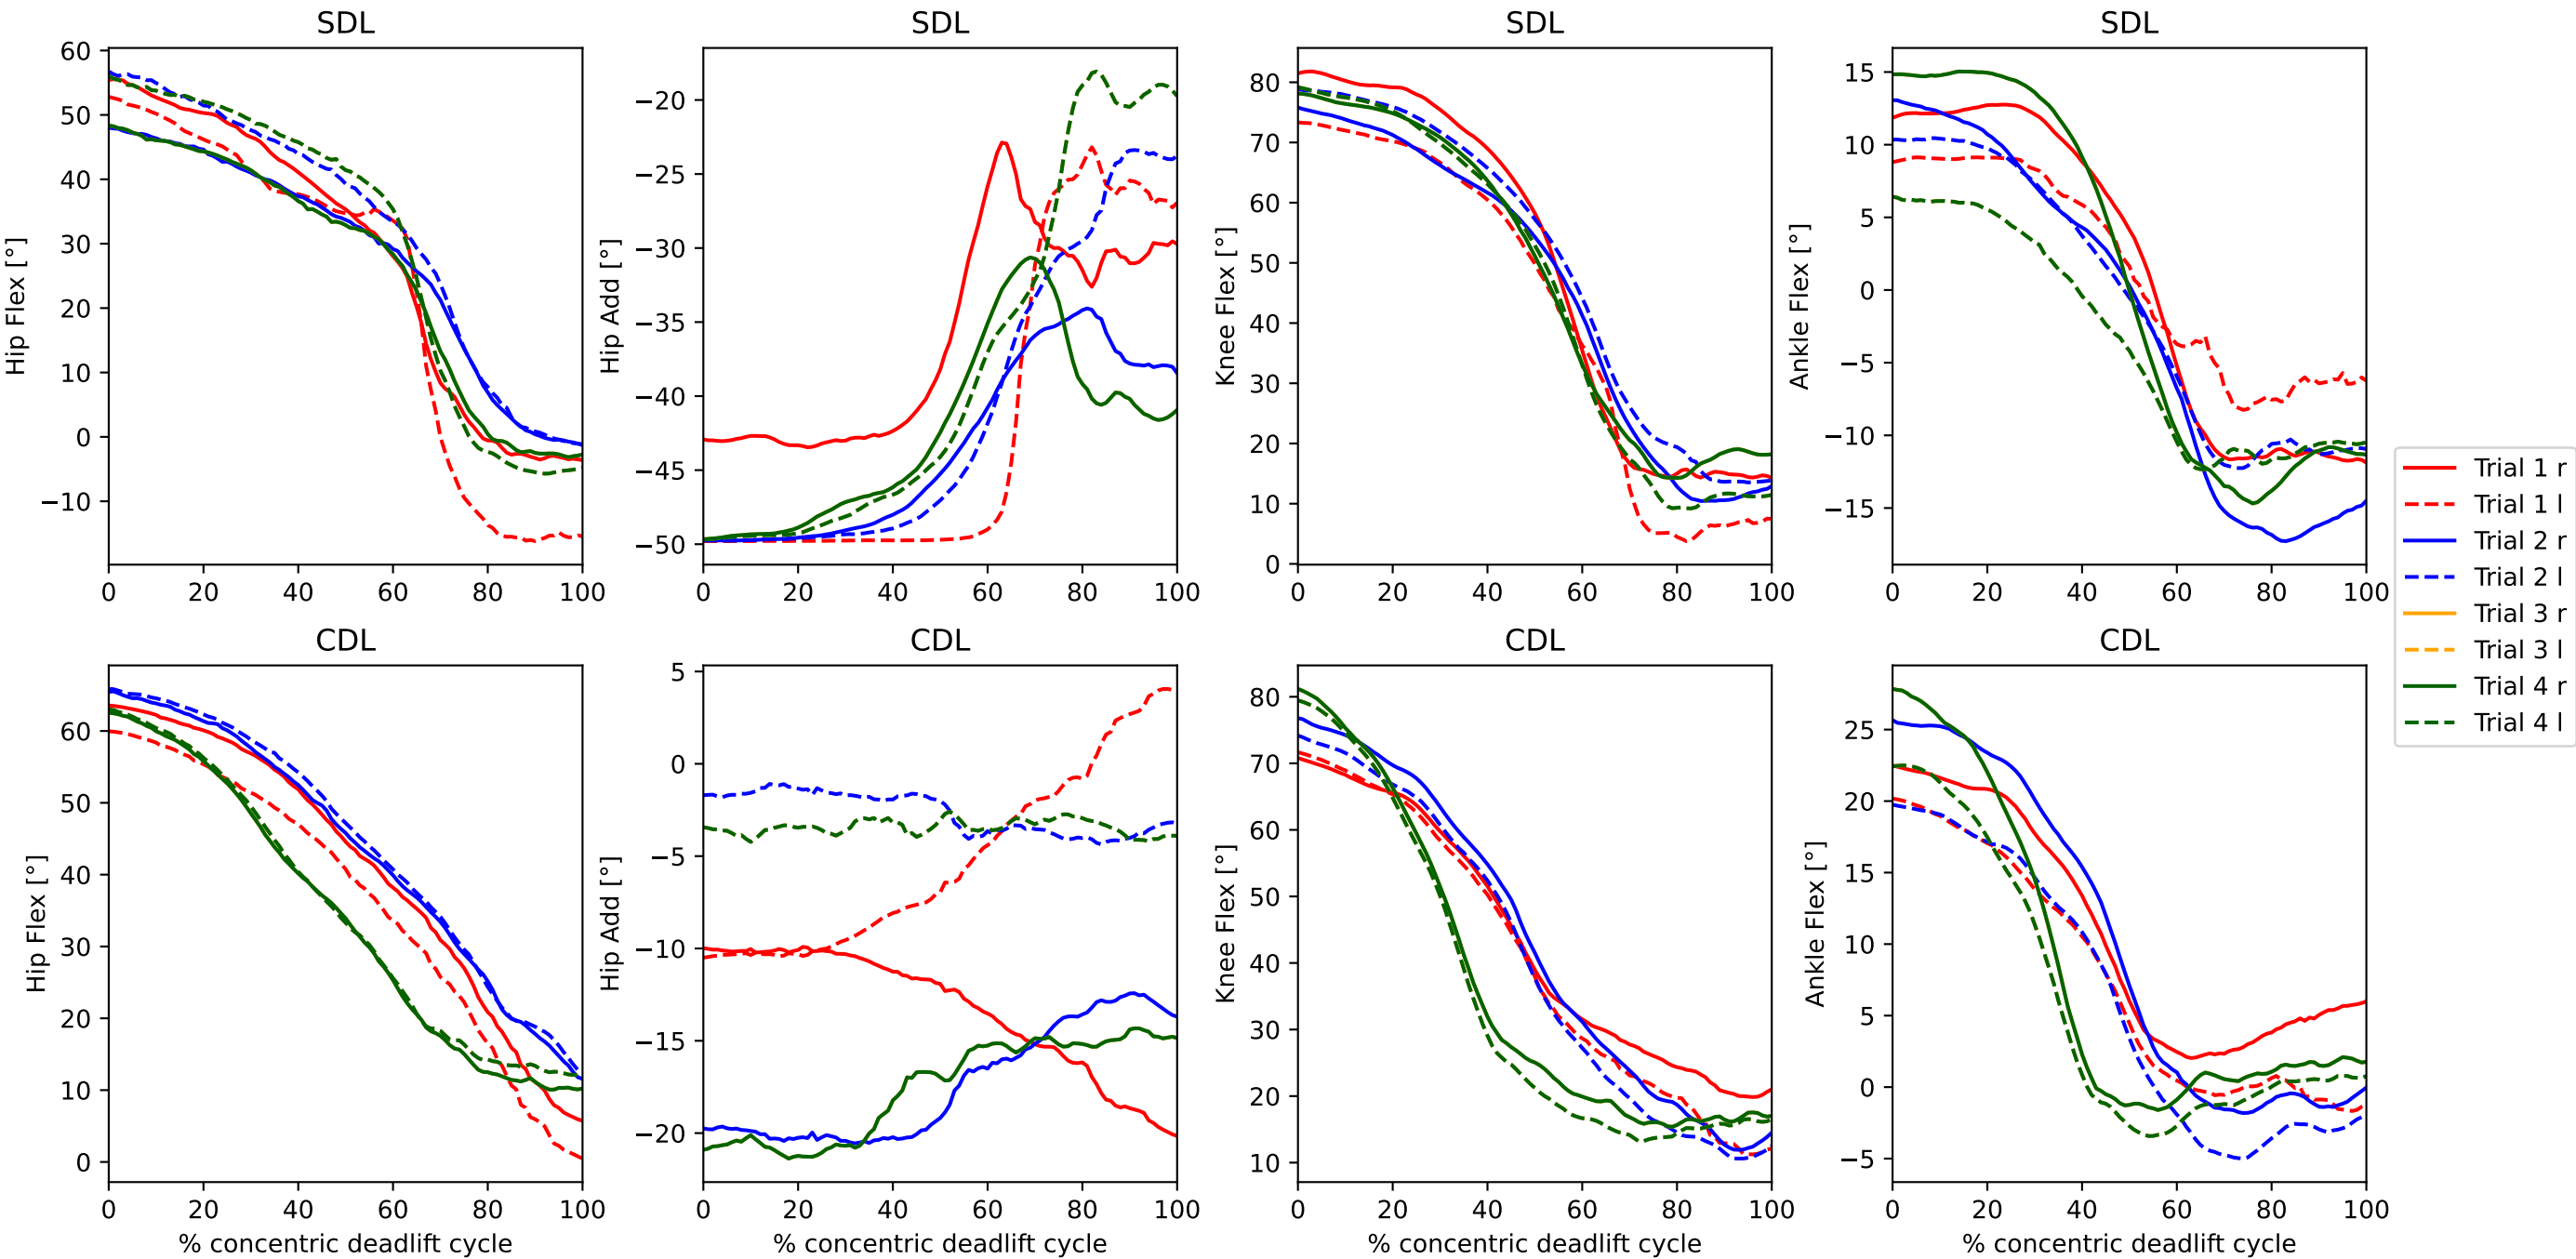 SDL
SDL
SDL
SDL
Hip Flex [°]
60
50
40
30
20
10
0
−10
0 20 40 60 80 100
Hip Add [°]
−20
−25
−30
−35
−40
−45
−50
0 20 40 60 80 100
Knee Flex [°]
80
70
60
50
40
30
20
10
0
0 20 40 60 80 100
Ankle Flex [°]
15
10
5
0
−5
−10
−15
0 20 40 60 80 100
Trial 1 r
Trial 1 l
Trial 2 r
Trial 2 l
Trial 3 r
Trial 3 l
Trial 4 r
Trial 4 l
CDL
CDL
CDL
CDL
Hip Flex [°]
60
50
40
30
20
10
0
0 20 40 60 80 100
% concentric deadlift cycle
Hip Add [°]
5
0
−5
−10
−15
−20
0 20 40 60 80 100
% concentric deadlift cycle
Knee Flex [°]
80
70
60
50
40
30
20
10
0 20 40 60 80 100
% concentric deadlift cycle
Ankle Flex [°]
25
20
15
10
5
0
−5
0 20 40 60 80 100
% concentric deadlift cycle